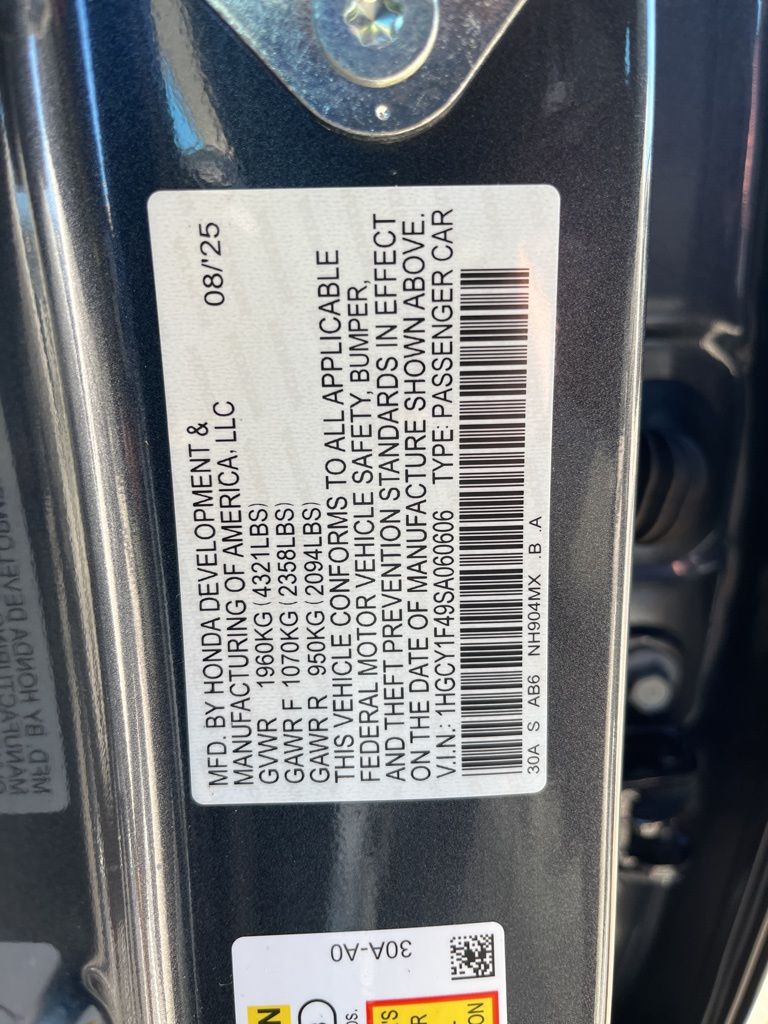 MFD. BY HONDA DEVELOPMENT & 08/'25
MANUFACTURING OF AMERICA, LLC
GVWR 1960KG (4321LBS)
GAWR F 1070KG (2358LBS)
GAWR R 950KG (2094LBS)
THIS VEHICLE CONFORMS TO ALL APPLICABLE
FEDERAL MOTOR VEHICLE SAFETY, BUMPER,
AND THEFT PREVENTION STANDARDS IN EFFECT
ON THE DATE OF MANUFACTURE SHOWN ABOVE.
V.I.N.: 1HGCY1F49SA060606 TYPE: PASSENGER CAR
30A S AB6 NH904MX .B .A
30A-A0